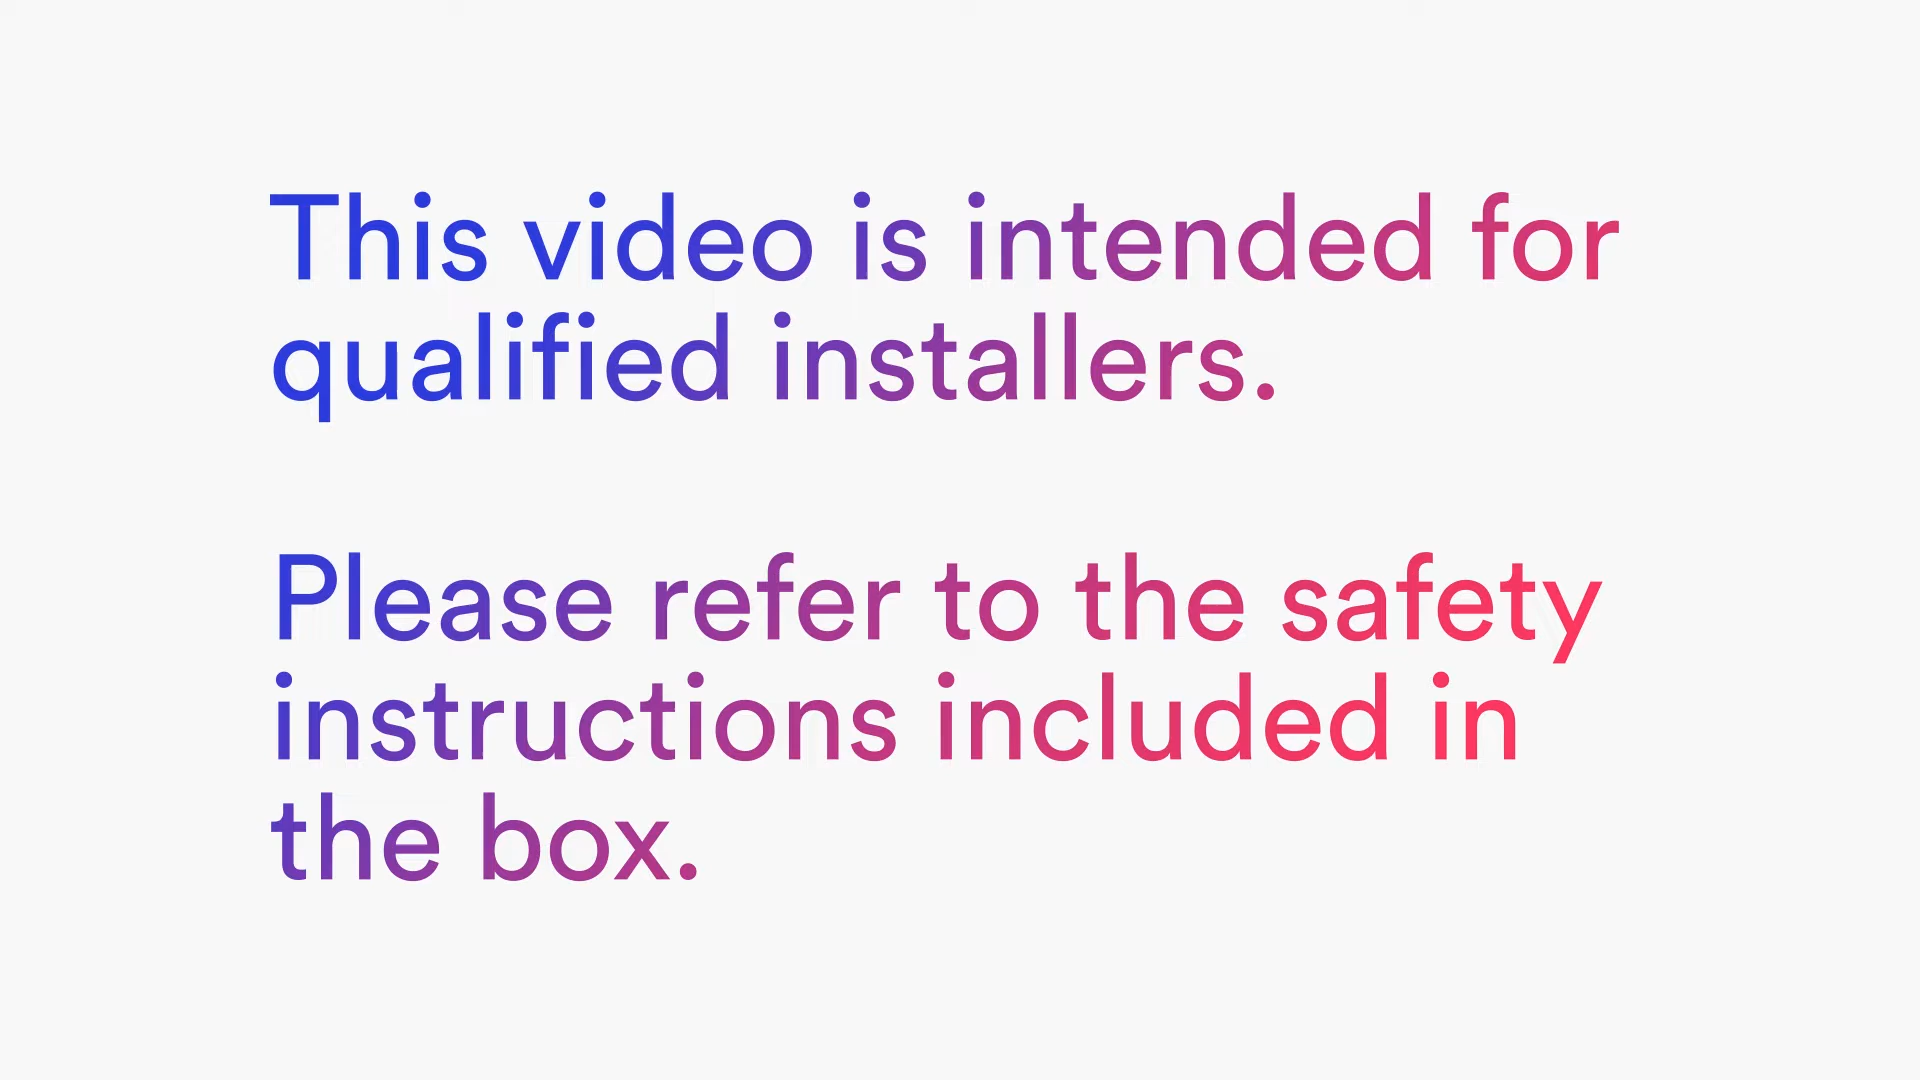 This video is intended for
qualified installers.
Please refer to the safety
instructions included in
the box.